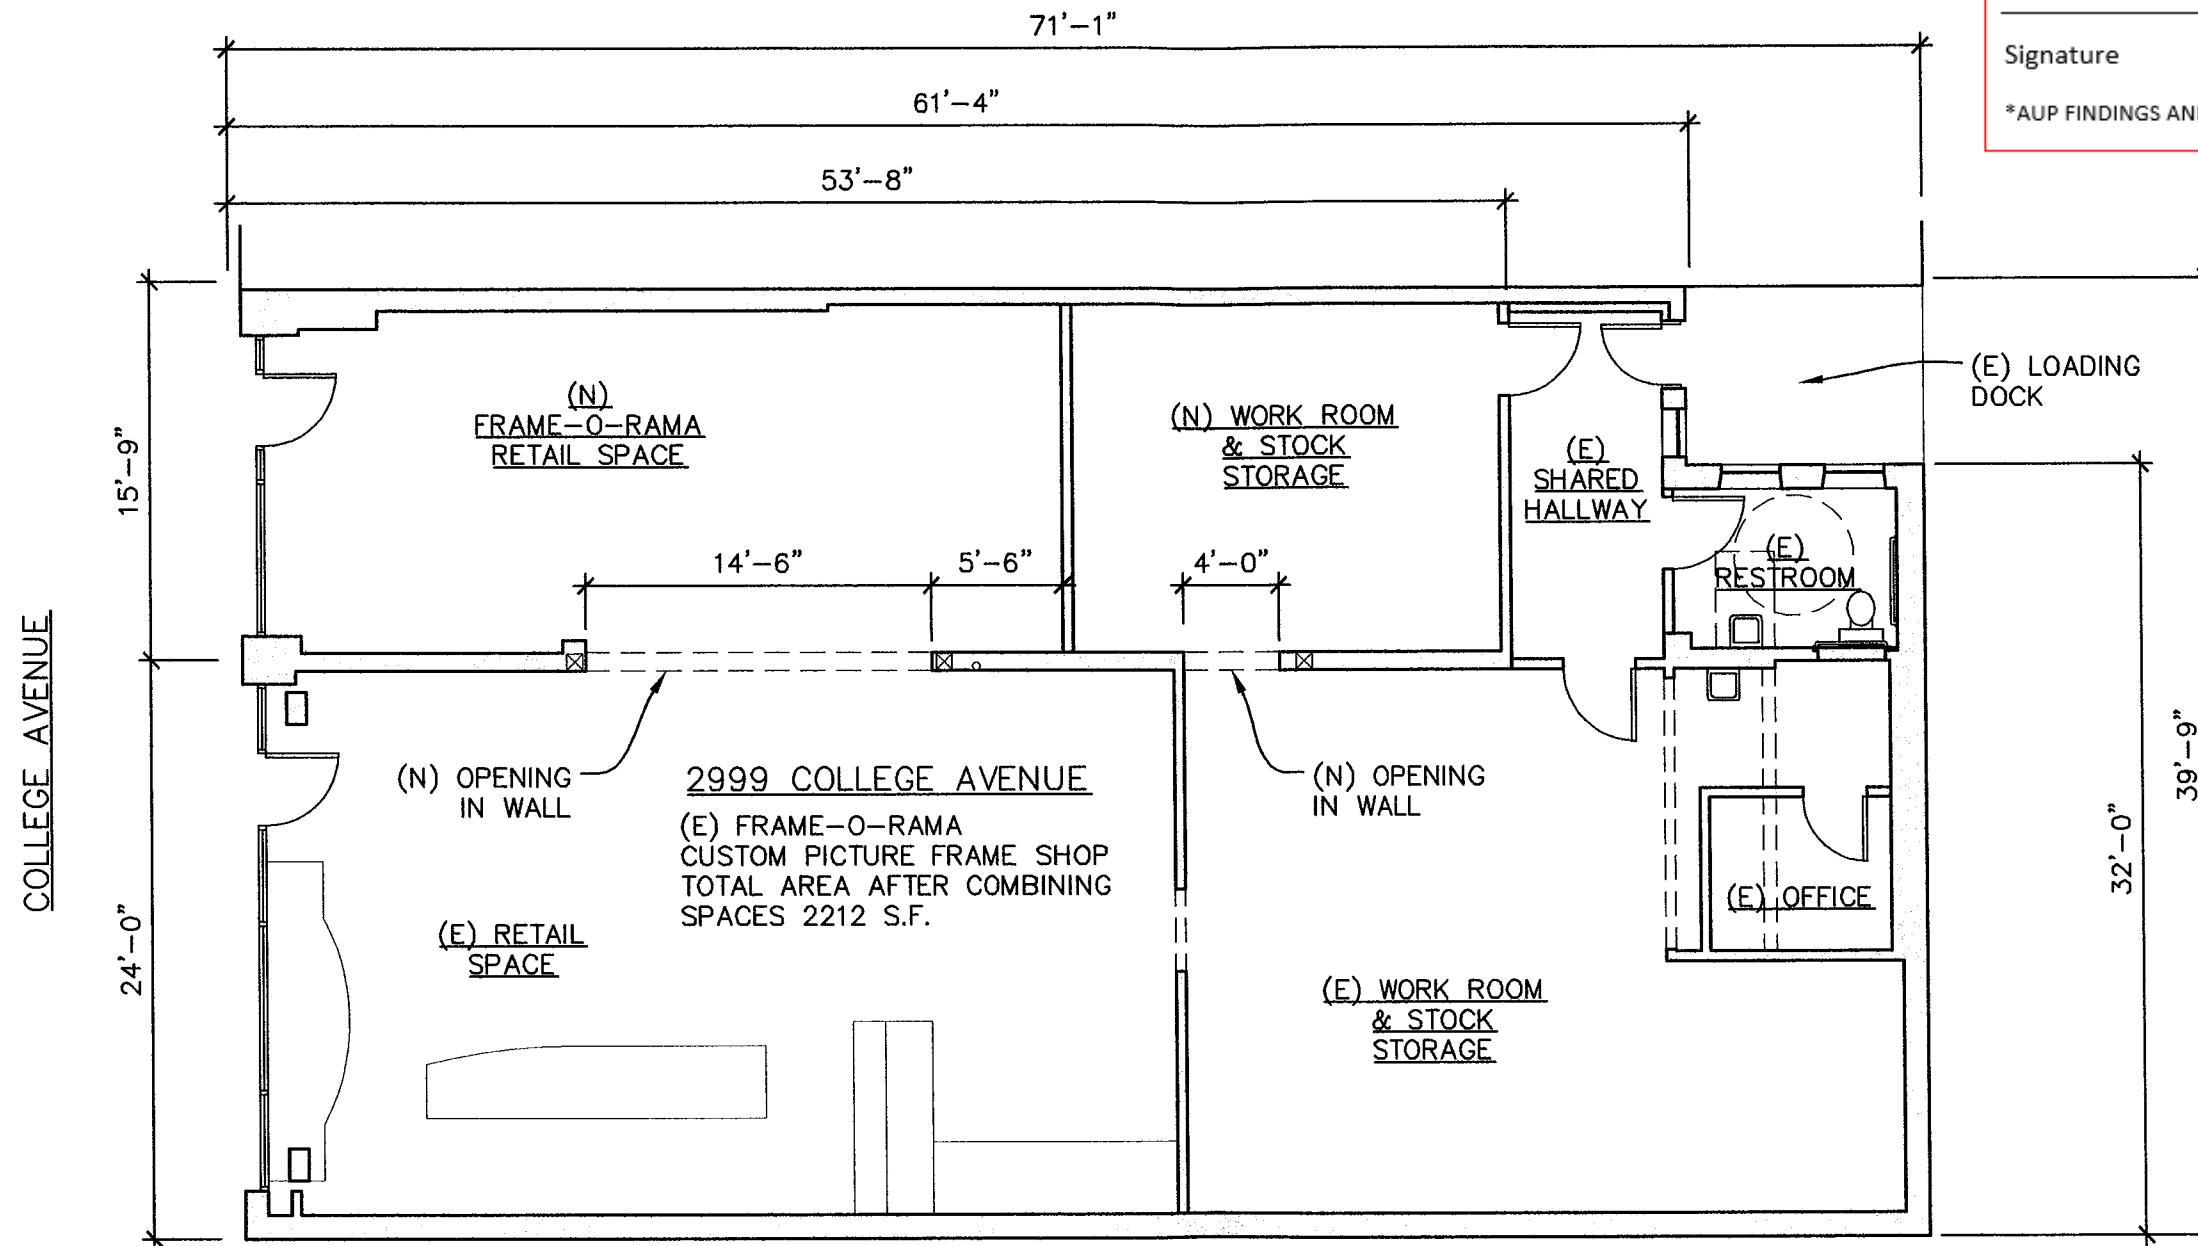 71'-1"
Signature
61'-4"
*AUP FINDINGS AN
53'-8"
(E) LOADING
DOCK
(N)
FRAME-O-RAMA
RETAIL SPACE
(N) WORK ROOM
& STOCK
STORAGE
(E)
SHARED
HALLWAY
15'-9"
14'-6"
5'-6"
4'-0"
(E)
RESTROOM
COLLEGE AVENUE
(N) OPENING
IN WALL
2999 COLLEGE AVENUE
(E) FRAME-O-RAMA
CUSTOM PICTURE FRAME SHOP
TOTAL AREA AFTER COMBINING
SPACES 2212 S.F.
(N) OPENING
IN WALL
39'-9"
32'-0"
(E) OFFICE
24'-0"
(E) RETAIL
SPACE
(E) WORK ROOM
& STOCK
STORAGE